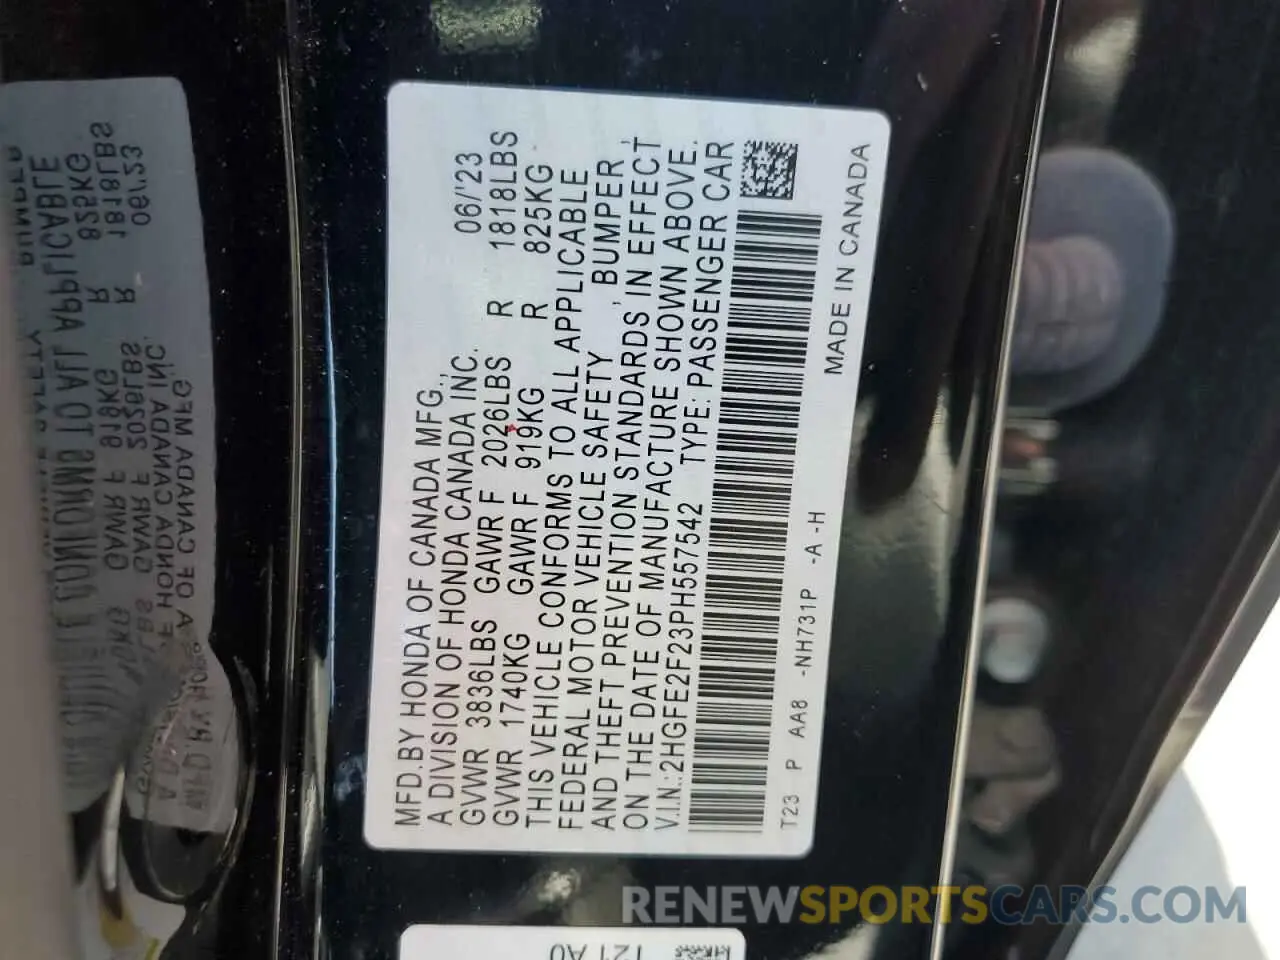 MFD.BY HONDA OF CANADA MFG.,
A DIVISION OF HONDA CANADA INC. 06/'23
GVWR 3836LBS GAWR F 2026LBS R 1818LBS
GVWR 1740KG GAWR F 919KG R 825KG
THIS VEHICLE CONFORMS TO ALL APPLICABLE
FEDERAL MOTOR VEHICLE SAFETY , BUMPER ,
AND THEFT PREVENTION STANDARDS, IN EFFECT
ON THE DATE OF MANUFACTURE SHOWN ABOVE.
V.I.N.:2HGFE2F23PH557542 TYPE: PASSENGER CAR
T23 P AA8 -NH731P -A -H MADE IN CANADA
RENEWSPORTSCARS.COM